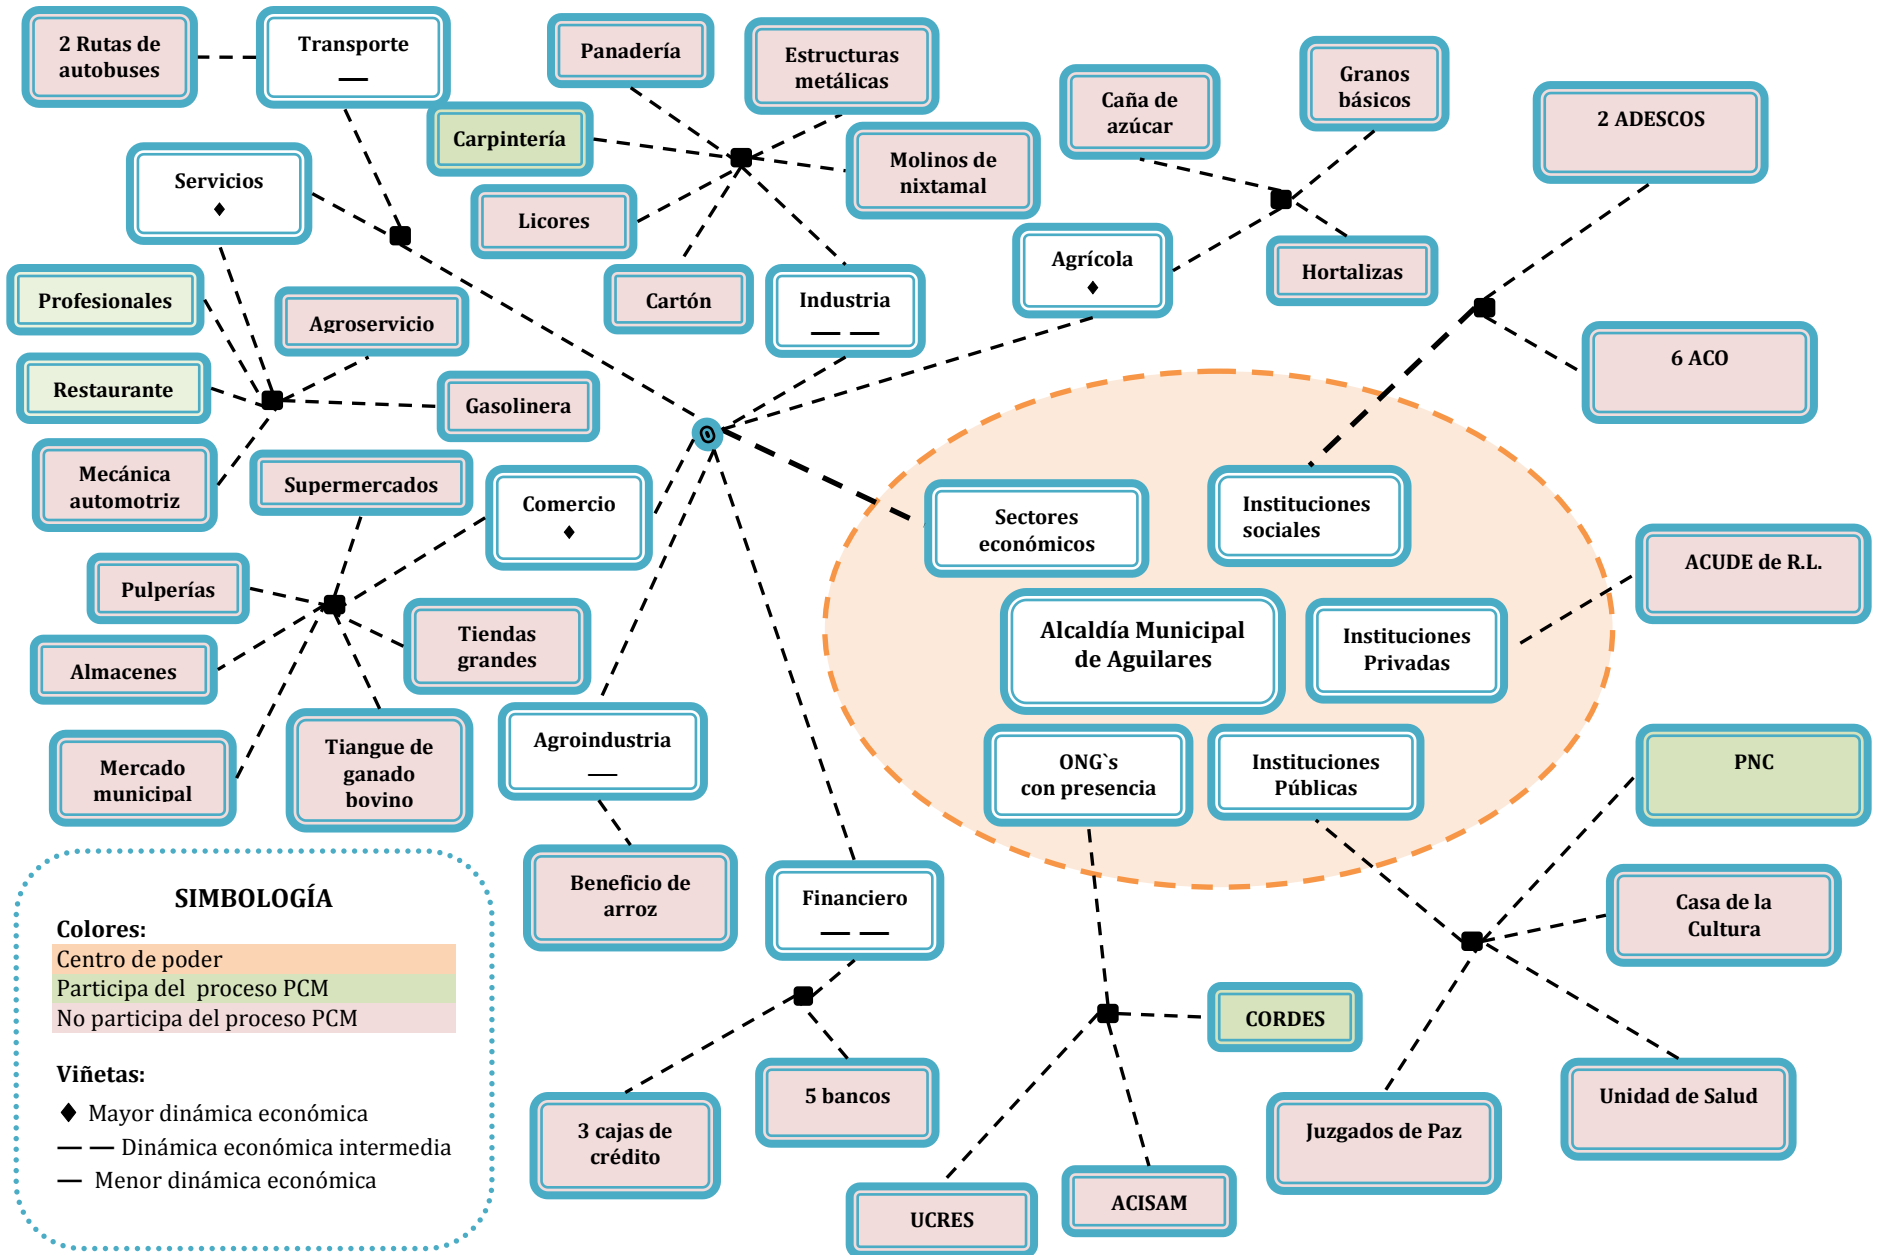 2 Rutas de
autobuses
Transporte
—
Panadería
Estructuras
metálicas
Carpintería
Molinos de
nixtamal
Licores
Cartón
Industria
— —
Caña de
azúcar
Granos
básicos
Agrícola
♦
Hortalizas
2 ADESCOS
6 ACO
Servicios
♦
Profesionales
Agroservicio
Restaurante
Gasolinera
Mecánica
automotriz
Supermercados
Comercio
♦
Pulperías
Almacenes
Tiendas
grandes
Mercado
municipal
Tiangue de
ganado
bovino
Agroindustria
—
Beneficio de
arroz
Financiero
— —
3 cajas de
crédito
5 bancos
Sectores
económicos
Instituciones
sociales
Alcaldía Municipal
de Aguilares
Instituciones
Privadas
ONG`s
con presencia
Instituciones
Públicas
ACUDE de R.L.
PNC
Casa de la
Cultura
Unidad de Salud
Juzgados de Paz
CORDES
ACISAM
UCRES
SIMBOLOGÍA
Colores:
Centro de poder
Participa del proceso PCM
No participa del proceso PCM
Viñetas:
♦ Mayor dinámica económica
— — Dinámica económica intermedia
— Menor dinámica económica